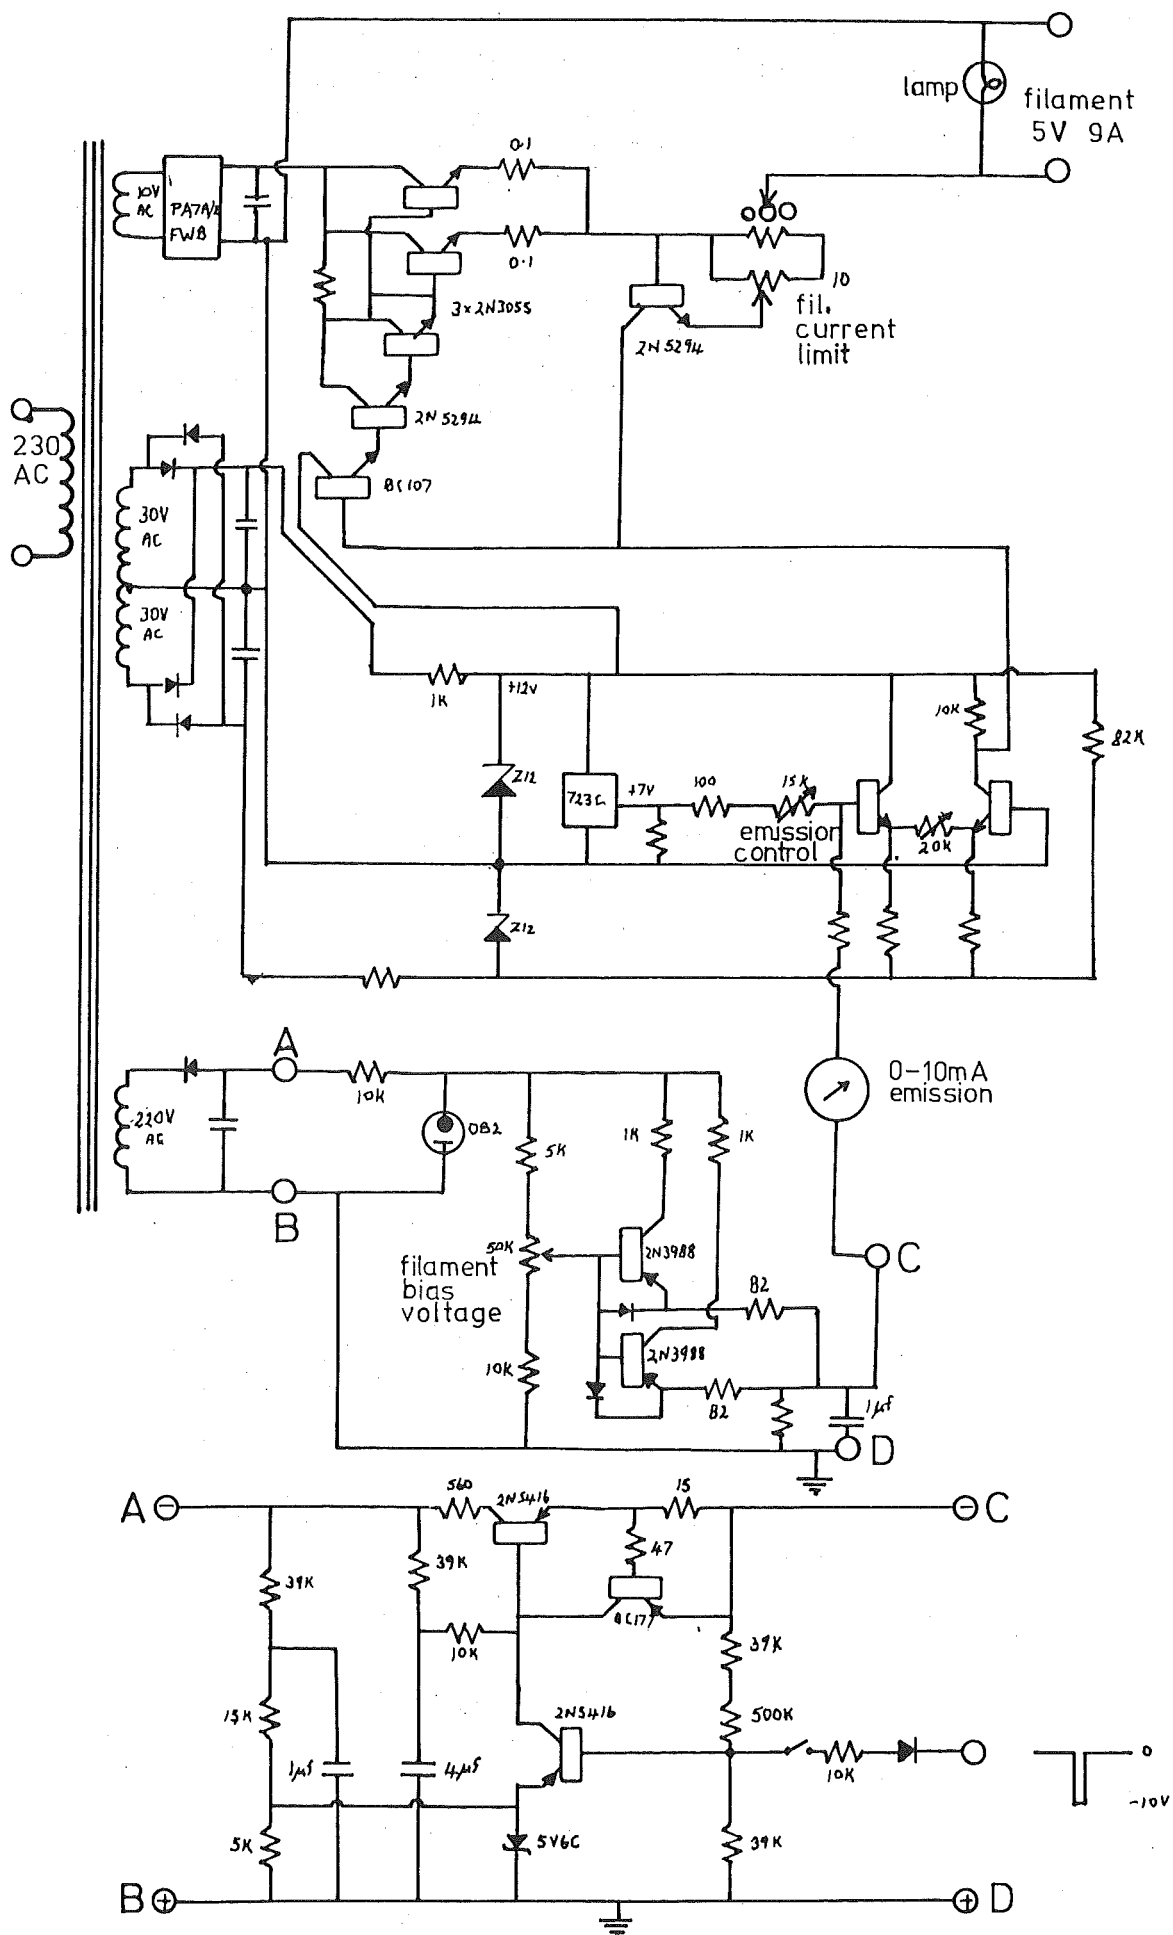 lamp
filament
5V 9A
0.1
10V
AC
FWB
0.1
3x2N3055
10
fil.
current
limit
2N5294
2N5294
230
AC
BC107
30V
AC
30V
AC
1K
+12V
10K
82K
Z12
723C
+7V
100
15K
emission
control
20K
Z12
A
0-10mA
emission
10K
220V
AC
OB2
5K
1K
1K
B
50K
2N3988
C
filament
bias
voltage
82
10K
2N3988
82
1µf
D
A
560
2N5416
15
C
47
39K
39K
BC177
10K
39K
15K
2N5416
500K
1µf
4µf
10K
0
-10V
5K
5V6C
39K
B
D